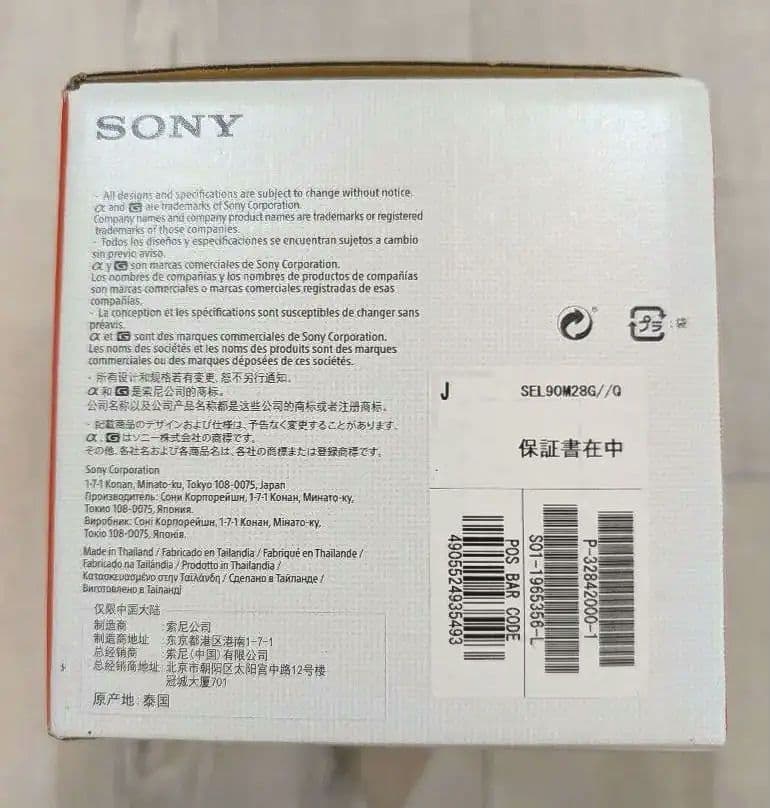 SONY
- All designs and specifications are subject to change without notice.
α and G are trademarks of Sony Corporation.
Company names and company product names are trademarks or registered
trademarks of those companies.
- Todos los diseños y especificaciones se encuentran sujetos a cambio
sin previo aviso.
α y G son marcas comerciales de Sony Corporation.
Los nombres de compañías y los nombres de productos de compañías
son marcas comerciales o marcas comerciales registradas de esas
compañías.
- La conception et les spécifications sont susceptibles de changer sans
préavis.
α et G sont des marques commerciales de Sony Corporation.
Les noms des sociétés et les noms des produits sont des marques
commerciales ou des marques déposées de ces sociétés.
- 所有设计和规格若有变更, 恕不另行通知。
α 和 G 是索尼公司的商标。
公司名称以及公司产品名称都是这些公司的商标或者注册商标。
- 記載商品のデザインおよび仕様は、予告なく変更することがあります。
α、G はソニー株式会社の商標です。
その他、各社名および各商品名は、各社の商標または登録商標です。
Sony Corporation
1-7-1 Konan, Minato-ku, Tokyo 108-0075, Japan
Производитель: Сони Корпорейшн, 1-7-1 Конан, Минато-ку,
Токио 108-0075, Япония.
Виробник: Соні Корпорейшн, 1-7-1 Конан, Мінато-ку,
Токіо 108-0075, Японія.
Made in Thailand / Fabricado en Tailandia / Fabriqué en Thaïlande /
Fabricado na Tailândia / Prodotto in Thailandia /
Κατασκευασμένο στην Ταϊλάνδη / Сделано в Тайланде /
Виготовлено в Таїланді
仅限中国大陆
制造商 :索尼公司
制造商地址 :东京都港区港南1-7-1
总经销商 :索尼(中国)有限公司
总经销商地址:北京市朝阳区太阳宫中路12号楼
冠城大厦701
原产地:泰国
プラ :袋
J SEL90M28G//Q
保証書在中
P-32842000-1
S01-1965356-L
POS BAR CODE
4905524935493